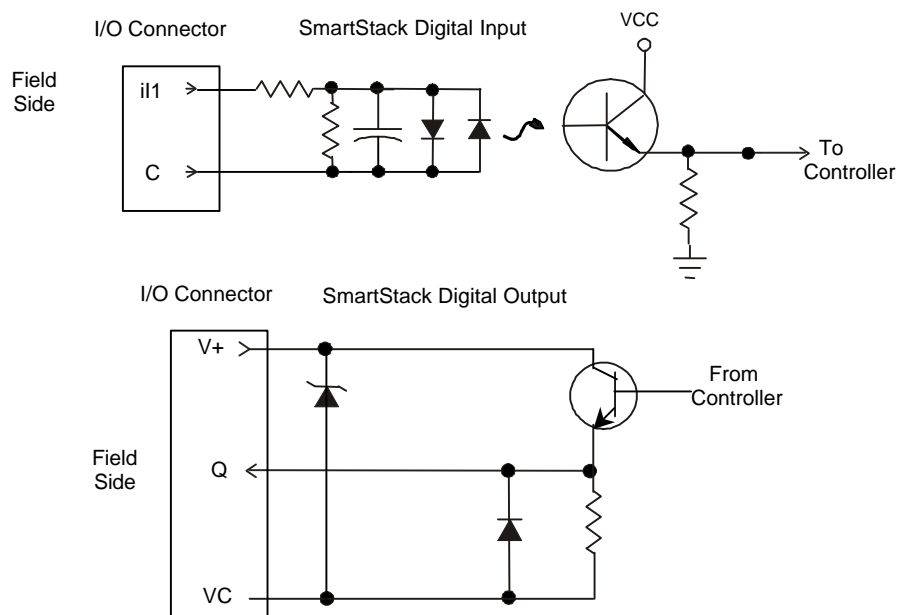 VCC
I/O Connector
SmartStack Digital Input
Field
Side
iI1
C
To
Controller
I/O Connector
SmartStack Digital Output
V+
From
Controller
Field
Side
Q
VC